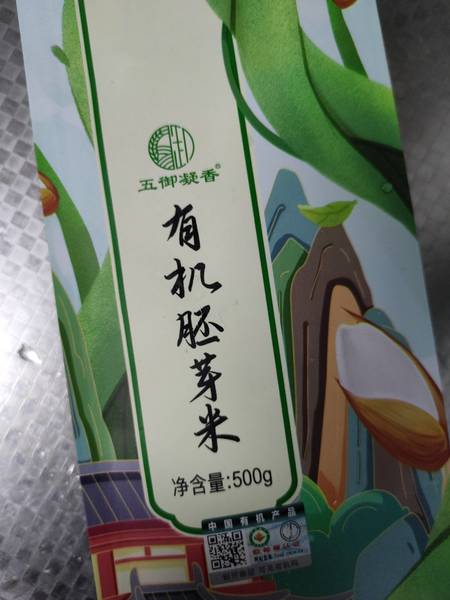 五御凝香®
有机胚芽米
净含量:500g
中国有机产品